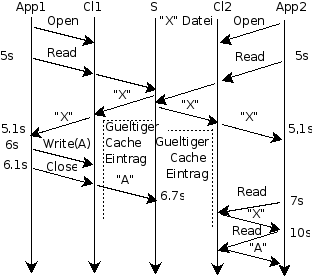 App1 Cl1 S Cl2 App2
Open "X" Datei Open
5s Read Read 5s
"X"
"X" "X" "X"
5.1s Gueltiger 5,1s
6s Write(A) Cache Gueltiger
Eintrag Cache
6.1s Close Eintrag
"A" 6.7s
Read 7s
"X"
Read 10s
"A"